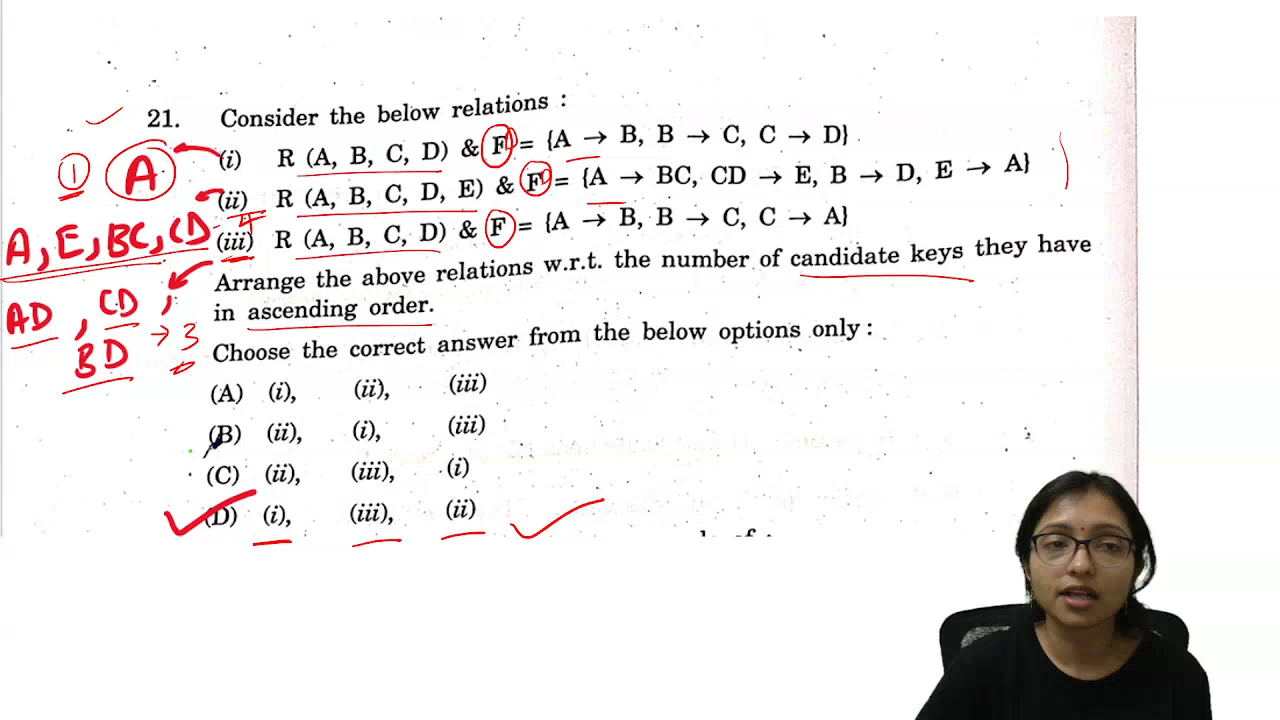 21. Consider the below relations :
① A (i) R (A, B, C, D) & F = {A → B, B → C, C → D}
(ii) R (A, B, C, D, E) & F = {A → BC, CD → E, B → D, E → A}
A, E, BC, CD - 4 (iii) R (A, B, C, D) & F = {A → B, B → C, C → A}
Arrange the above relations w.r.t. the number of candidate keys they have
AD, CD, in ascending order.
BD → 3 Choose the correct answer from the below options only :
(A) (i), (ii), (iii)
(B) (ii), (i), (iii)
(C) (ii), (iii), (i)
(D) (i), (iii), (ii)